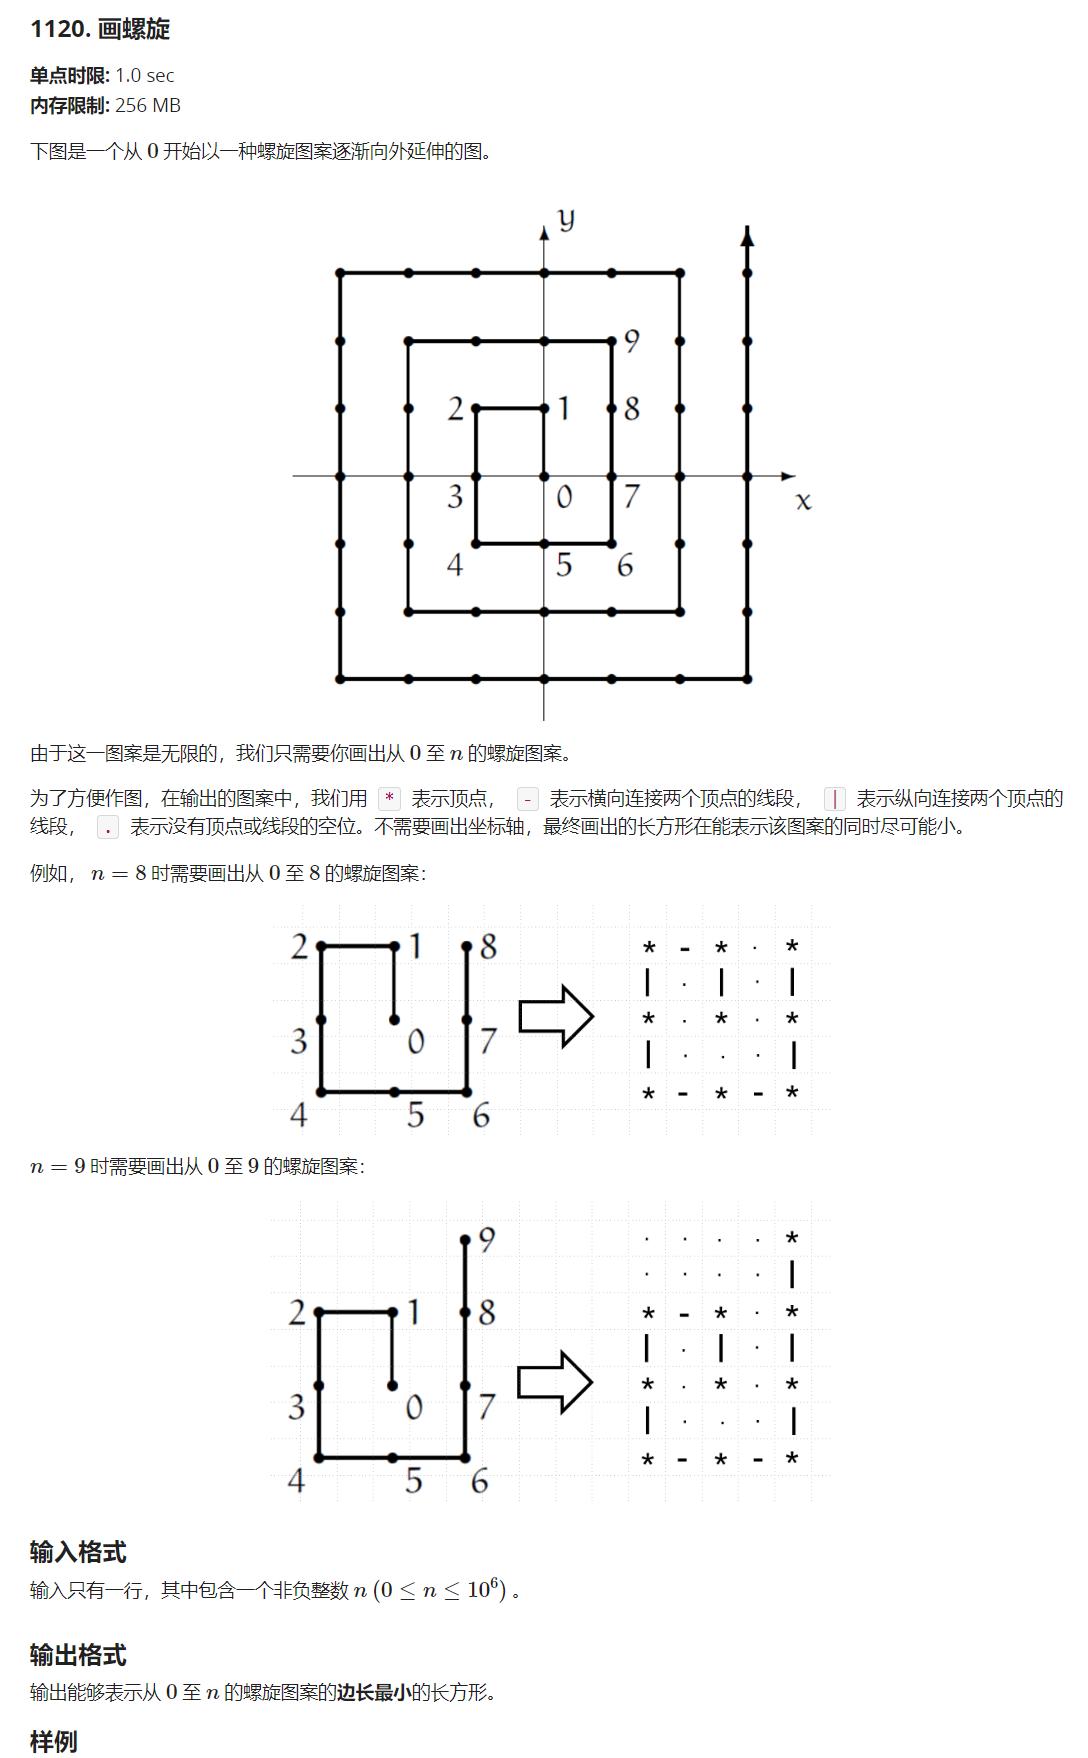 1120. 画螺旋
单点时限: 1.0 sec
内存限制: 256 MB
下图是一个从 0 开始以一种螺旋图案逐渐向外延伸的图。
y
9
2 1 8
3 0 7 x
4 5 6
由于这一图案是无限的，我们只需要你画出从 0 至 n 的螺旋图案。
为了方便作图，在输出的图案中，我们用 * 表示顶点， - 表示横向连接两个顶点的线段， | 表示纵向连接两个顶点的
线段， . 表示没有顶点或线段的空位。不需要画出坐标轴，最终画出的长方形在能表示该图案的同时尽可能小。
例如， n = 8 时需要画出从 0 至 8 的螺旋图案：
2 1 8 * - * . *
| . | . |
3 0 7 * . * . *
| . . . |
4 5 6 * - * - *
n = 9 时需要画出从 0 至 9 的螺旋图案：
9 . . . . *
. . . . |
2 1 8 * - * . *
| . | . |
3 0 7 * . * . *
| . . . |
4 5 6 * - * - *
输入格式
输入只有一行，其中包含一个非负整数 n (0 ≤ n ≤ 10⁶) 。
输出格式
输出能够表示从 0 至 n 的螺旋图案的边长最小的长方形。
样例